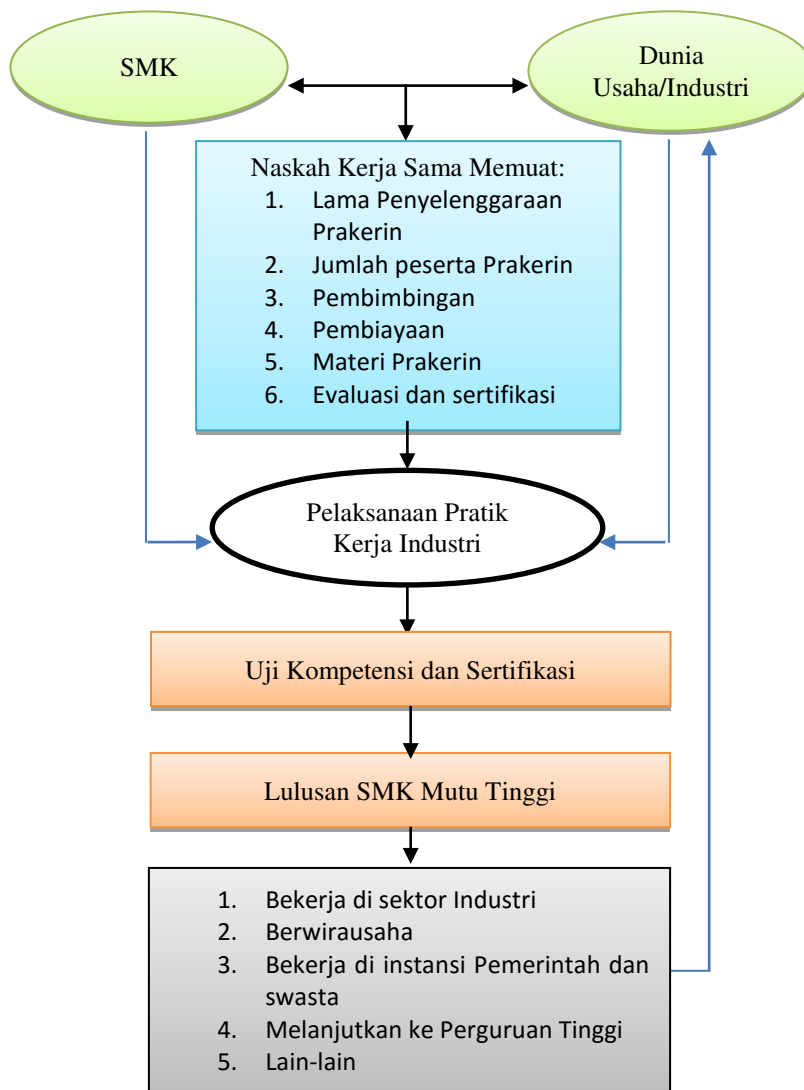 SMK
Dunia
Usaha/Industri
Naskah Kerja Sama Memuat:
1. Lama Penyelenggaraan
Prakerin
2. Jumlah peserta Prakerin
3. Pembimbingan
4. Pembiayaan
5. Materi Prakerin
6. Evaluasi dan sertifikasi
Pelaksanaan Pratik
Kerja Industri
Uji Kompetensi dan Sertifikasi
Lulusan SMK Mutu Tinggi
1. Bekerja di sektor Industri
2. Berwirausaha
3. Bekerja di instansi Pemerintah dan
swasta
4. Melanjutkan ke Perguruan Tinggi
5. Lain-lain